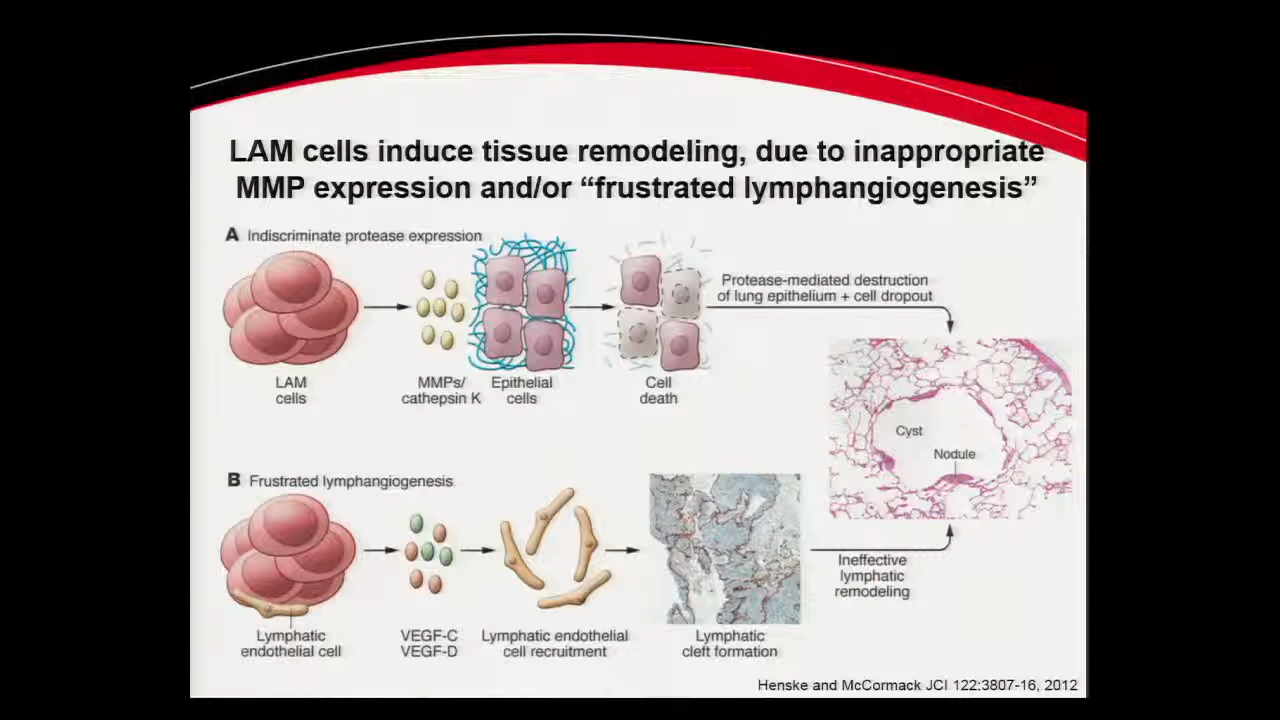 LAM cells induce tissue remodeling, due to inappropriate
MMP expression and/or “frustrated lymphangiogenesis”
A Indiscriminate protease expression
Protease-mediated destruction
of lung epithelium + cell dropout
LAM
cells
MMPs/
cathepsin K
Epithelial
cells
Cell
death
Cyst
Nodule
B Frustrated lymphangiogenesis
Ineffective
lymphatic
remodeling
Lymphatic
endothelial cell
VEGF-C
VEGF-D
Lymphatic endothelial
cell recruitment
Lymphatic
cleft formation
Henske and McCormack JCI 122:3807-16, 2012